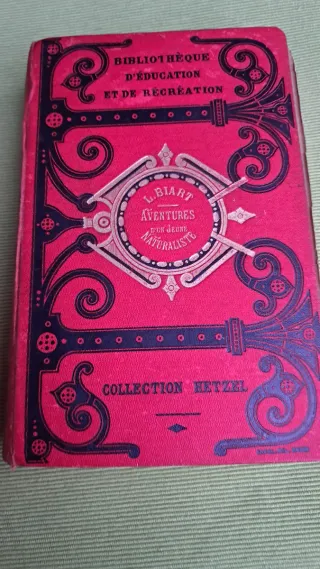 BIBLIOTHÈQUE
D'ÉDUCATION
ET DE RÉCRÉATION
L. BIART
AVENTURES
D'UN JEUNE
NATURALISTE
COLLECTION HETZEL